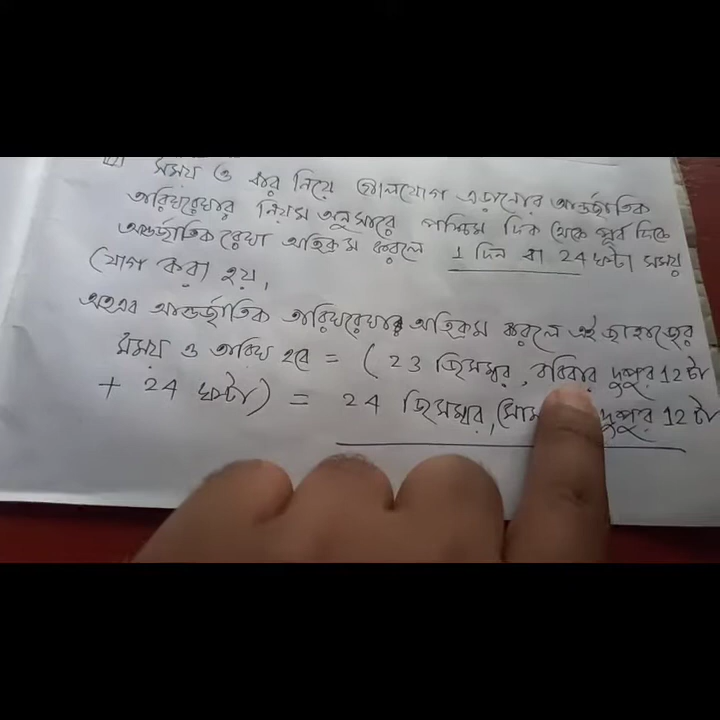 সময় ও বার নিয়ে গোলযোগ এড়ানোর আন্তর্জাতিক
তারিখরেখার নিয়ম অনুসারে পশ্চিম দিক থেকে পূর্ব দিকে
আন্তর্জাতিক রেখা অতিক্রম করলে 1 দিন বা 24 ঘন্টা সময়
যোগ করা হয়,
অতএব আন্তর্জাতিক তারিখরেখার অতিক্রম করলে এই জাহাজের
সময় ও তারিখ হবে = ( 23 ডিসেম্বর, রবিবার দুপুর 12 টা
+ 24 ঘন্টা) = 24 ডিসেম্বর, দুপুর 12 টা